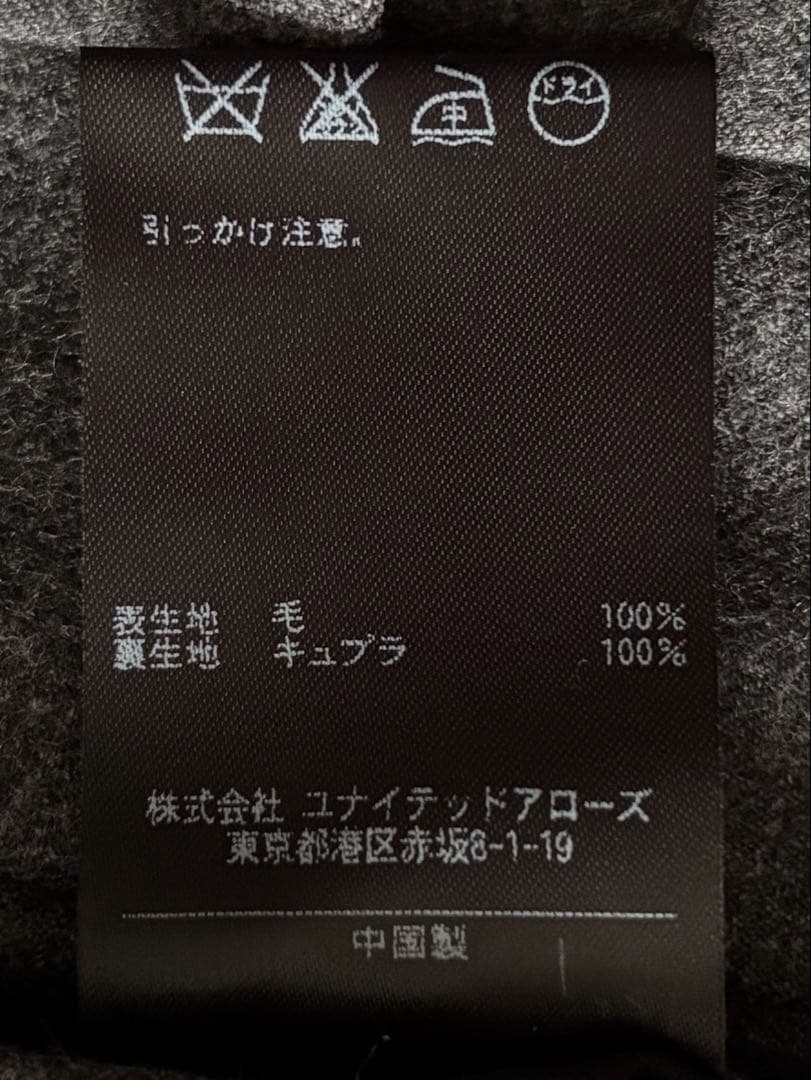 中 ドライ
引っかけ注意。
表生地 毛 100%
裏生地 キュプラ 100%
株式会社 ユナイテッドアローズ
東京都港区赤坂8-1-19
中国製